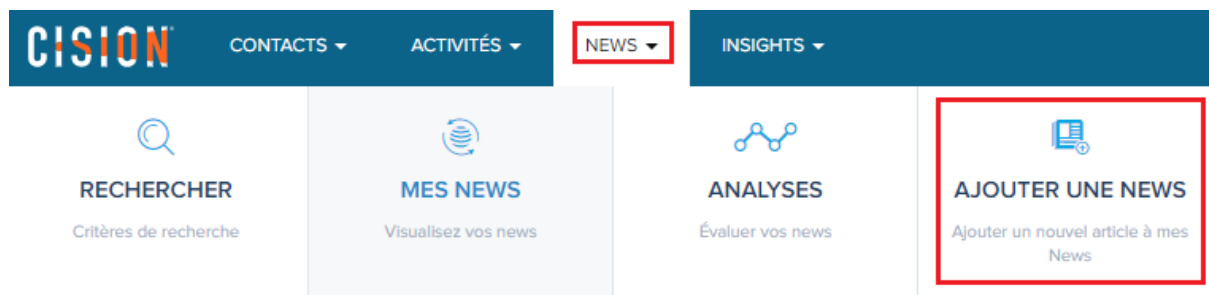 CISION CONTACTS ACTIVITÉS NEWS INSIGHTS
RECHERCHER MES NEWS ANALYSES AJOUTER UNE NEWS
Critères de recherche Visualisez vos news Évaluer vos news Ajouter un nouvel article à mes
News